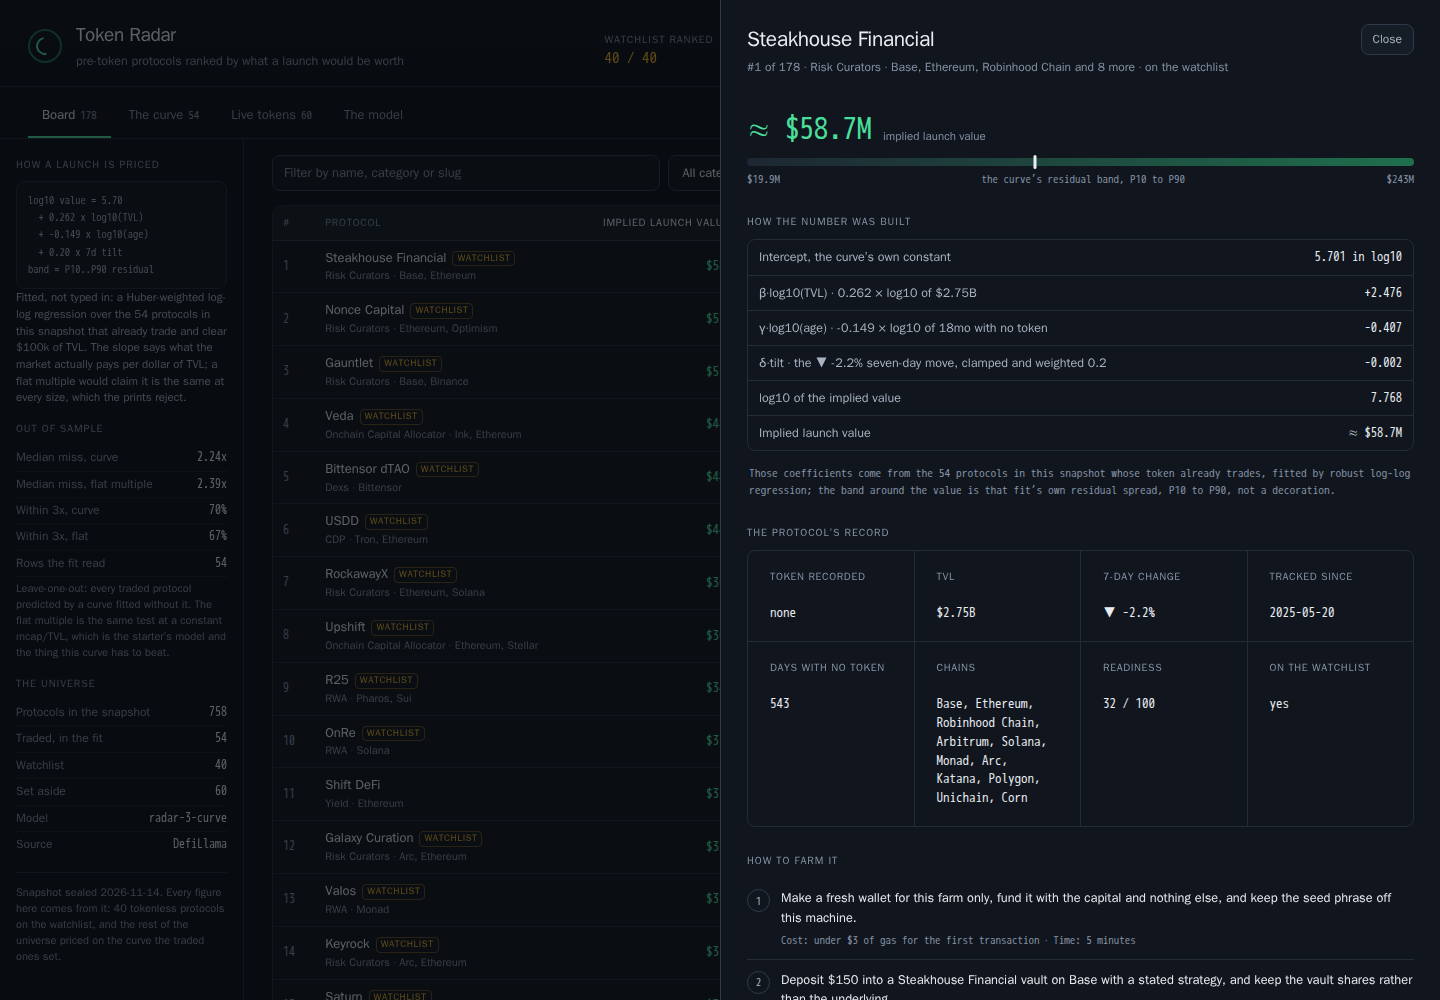 Token Radar
pre-token protocols ranked by what a launch would be worth
WATCHLIST RANKED
40 / 40
Board 178
The curve 54
Live tokens 60
The model
HOW A LAUNCH IS PRICED
log10 value = 5.70
+ 0.262 x log10(TVL)
+ -0.149 x log10(age)
+ 0.20 x 7d tilt
band = P10..P90 residual
Fitted, not typed in: a Huber-weighted log-
log regression over the 54 protocols in
this snapshot that already trade and clear
$100k of TVL. The slope says what the
market actually pays per dollar of TVL; a
flat multiple would claim it is the same at
every size, which the prints reject.
OUT OF SAMPLE
Median miss, curve 2.24x
Median miss, flat multiple 2.39x
Within 3x, curve 70%
Within 3x, flat 67%
Rows the fit read 54
Leave-one-out: every traded protocol
predicted by a curve fitted without it. The
flat multiple is the same test at a constant
mcap/TVL, which is the starter's model and
the thing this curve has to beat.
THE UNIVERSE
Protocols in the snapshot 758
Traded, in the fit 54
Watchlist 40
Set aside 60
Model radar-3-curve
Source DefiLlama
Snapshot sealed 2026-11-14. Every figure
here comes from it: 40 tokenless protocols
on the watchlist, and the rest of the
universe priced on the curve the traded
ones set.
Filter by name, category or slug
All cate
# PROTOCOL IMPLIED LAUNCH VALU
1 Steakhouse Financial WATCHLIST $5
Risk Curators · Base, Ethereum
2 Nonce Capital WATCHLIST $5
Risk Curators · Ethereum, Optimism
3 Gauntlet WATCHLIST $5
Risk Curators · Base, Binance
4 Veda WATCHLIST $4
Onchain Capital Allocator · Ink, Ethereum
5 Bittensor dTAO WATCHLIST $4
Dexs · Bittensor
6 USDD WATCHLIST $4
CDP · Tron, Ethereum
7 RockawayX WATCHLIST $3
Risk Curators · Ethereum, Solana
8 Upshift WATCHLIST $3
Onchain Capital Allocator · Ethereum, Stellar
9 R25 WATCHLIST $3
RWA · Pharos, Sui
10 OnRe WATCHLIST $3
RWA · Solana
11 Shift DeFi $3
Yield · Ethereum
12 Galaxy Curation WATCHLIST $3
Risk Curators · Arc, Ethereum
13 Valos WATCHLIST $3
RWA · Monad
14 Keyrock WATCHLIST $3
Risk Curators · Arc, Ethereum
Saturn WATCHLIST
Steakhouse Financial
Close
#1 of 178 · Risk Curators · Base, Ethereum, Robinhood Chain and 8 more · on the watchlist
≈ $58.7M implied launch value
$19.9M the curve's residual band, P10 to P90 $243M
HOW THE NUMBER WAS BUILT
Intercept, the curve's own constant 5.701 in log10
β·log10(TVL) · 0.262 × log10 of $2.75B +2.476
γ·log10(age) · -0.149 × log10 of 18mo with no token -0.407
δ·tilt · the ▼ -2.2% seven-day move, clamped and weighted 0.2 -0.002
log10 of the implied value 7.768
Implied launch value ≈ $58.7M
Those coefficients come from the 54 protocols in this snapshot whose token already trades, fitted by robust log-log
regression; the band around the value is that fit's own residual spread, P10 to P90, not a decoration.
THE PROTOCOL'S RECORD
TOKEN RECORDED
none
TVL
$2.75B
7-DAY CHANGE
▼ -2.2%
TRACKED SINCE
2025-05-20
DAYS WITH NO TOKEN
543
CHAINS
Base, Ethereum,
Robinhood Chain,
Arbitrum, Solana,
Monad, Arc,
Katana, Polygon,
Unichain, Corn
READINESS
32 / 100
ON THE WATCHLIST
yes
HOW TO FARM IT
1 Make a fresh wallet for this farm only, fund it with the capital and nothing else, and keep the seed phrase off
this machine.
Cost: under $3 of gas for the first transaction · Time: 5 minutes
2 Deposit $150 into a Steakhouse Financial vault on Base with a stated strategy, and keep the vault shares rather
than the underlying.